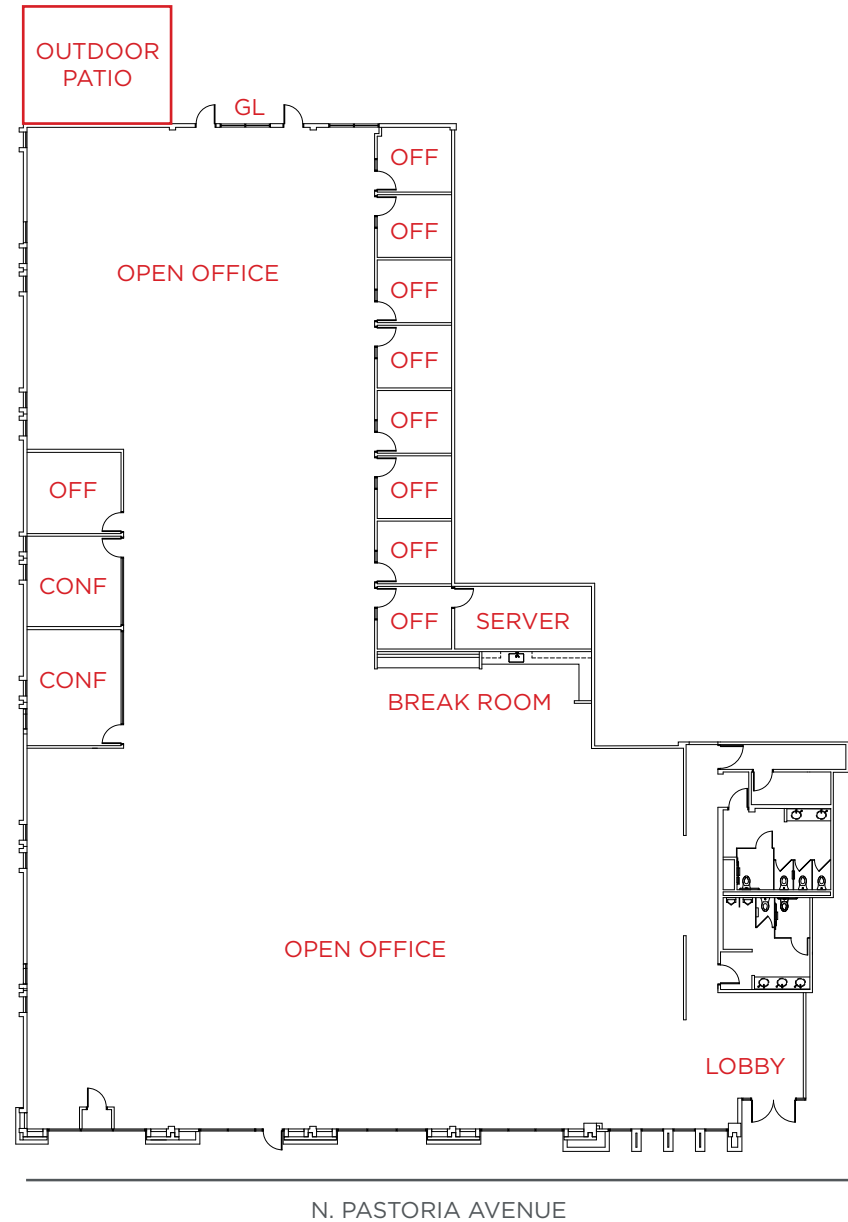 OUTDOOR
PATIO
GL
OFF
OFF
OPEN OFFICE
OFF
OFF
OFF
OFF
OFF
OFF
CONF
OFF
SERVER
CONF
BREAK ROOM
OPEN OFFICE
LOBBY
N. PASTORIA AVENUE